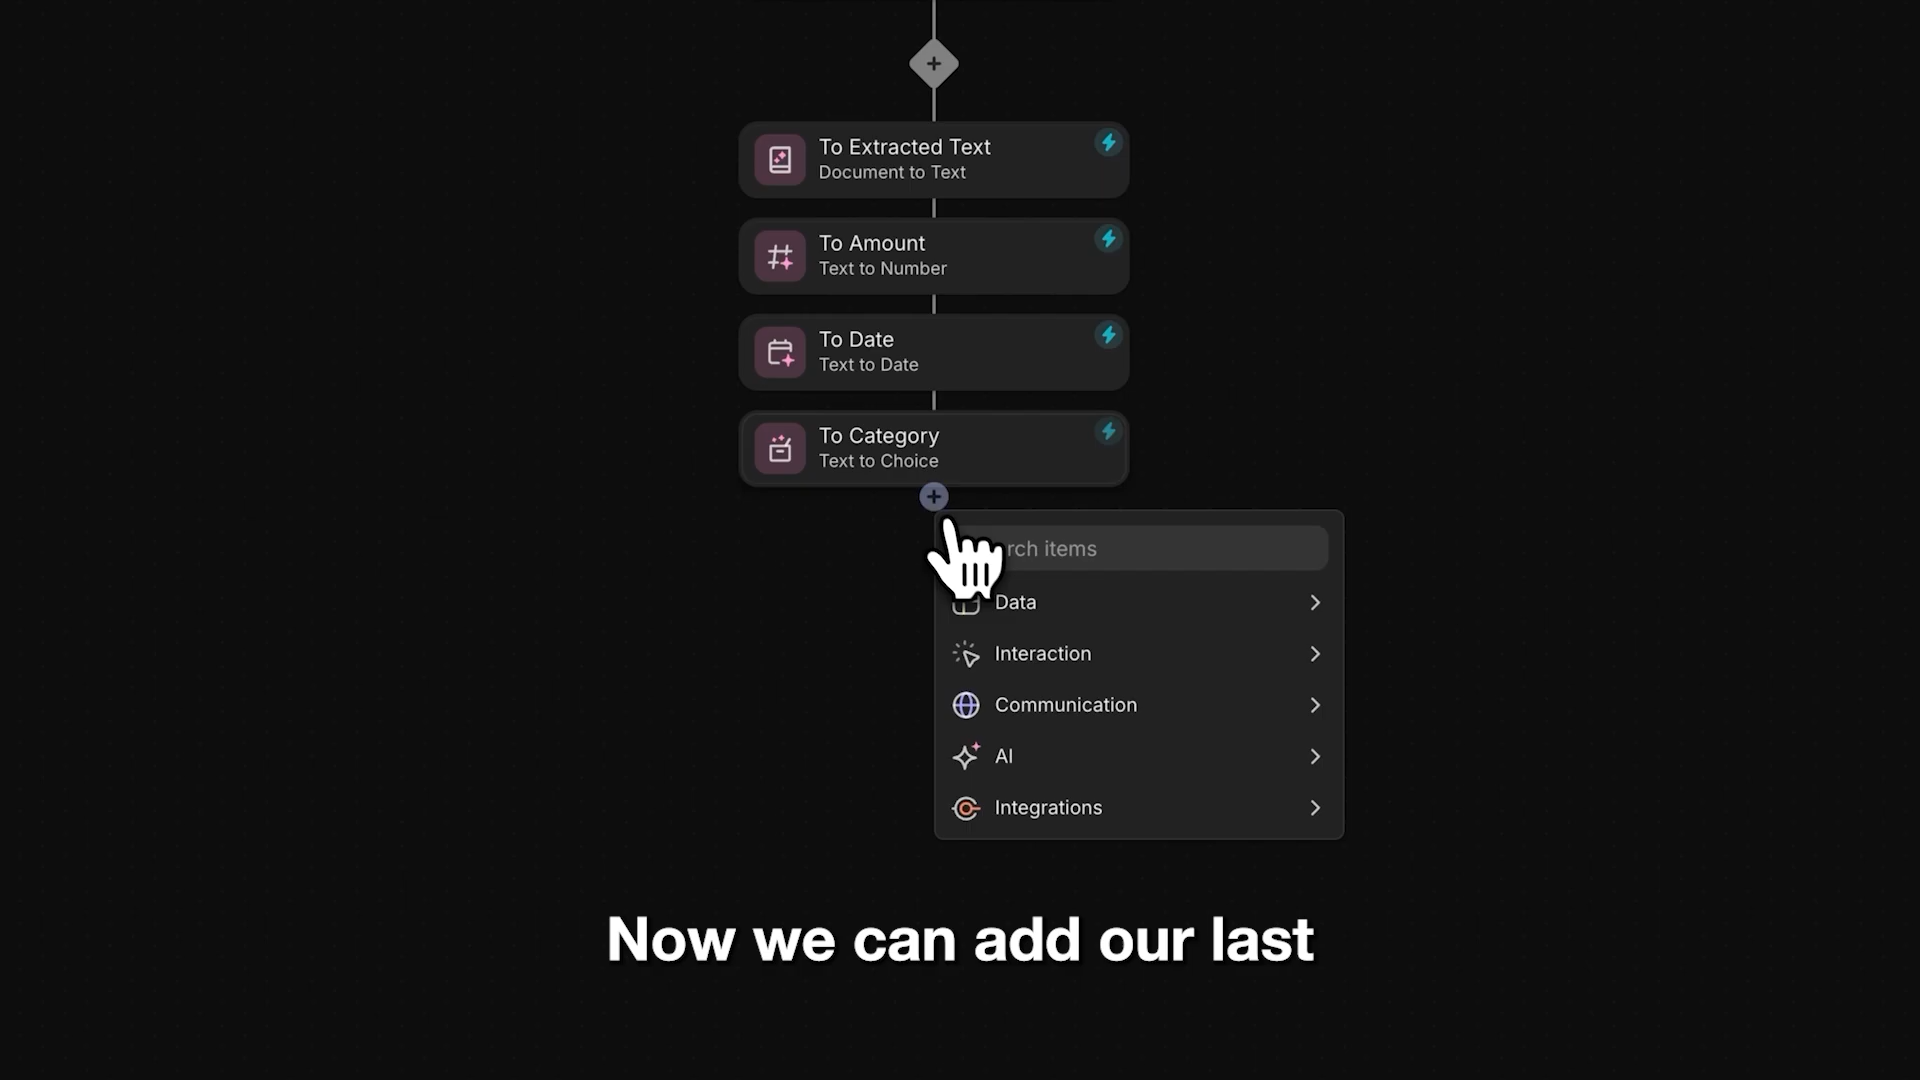 To Extracted Text
Document to Text
To Amount
Text to Number
To Date
Text to Date
To Category
Text to Choice
rch items
Data
Interaction
Communication
AI
Integrations
Now we can add our last